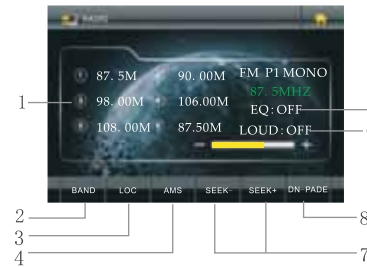 RADIO
87.5M 90.00M FM P1 MONO
87.5MHZ
1 98.00M 106.00M EQ:OFF
108.00M 87.50M LOUD:OFF
- +
BAND LOC AMS SEEK- SEEK+ DN-PADE
2
3
4
7
8